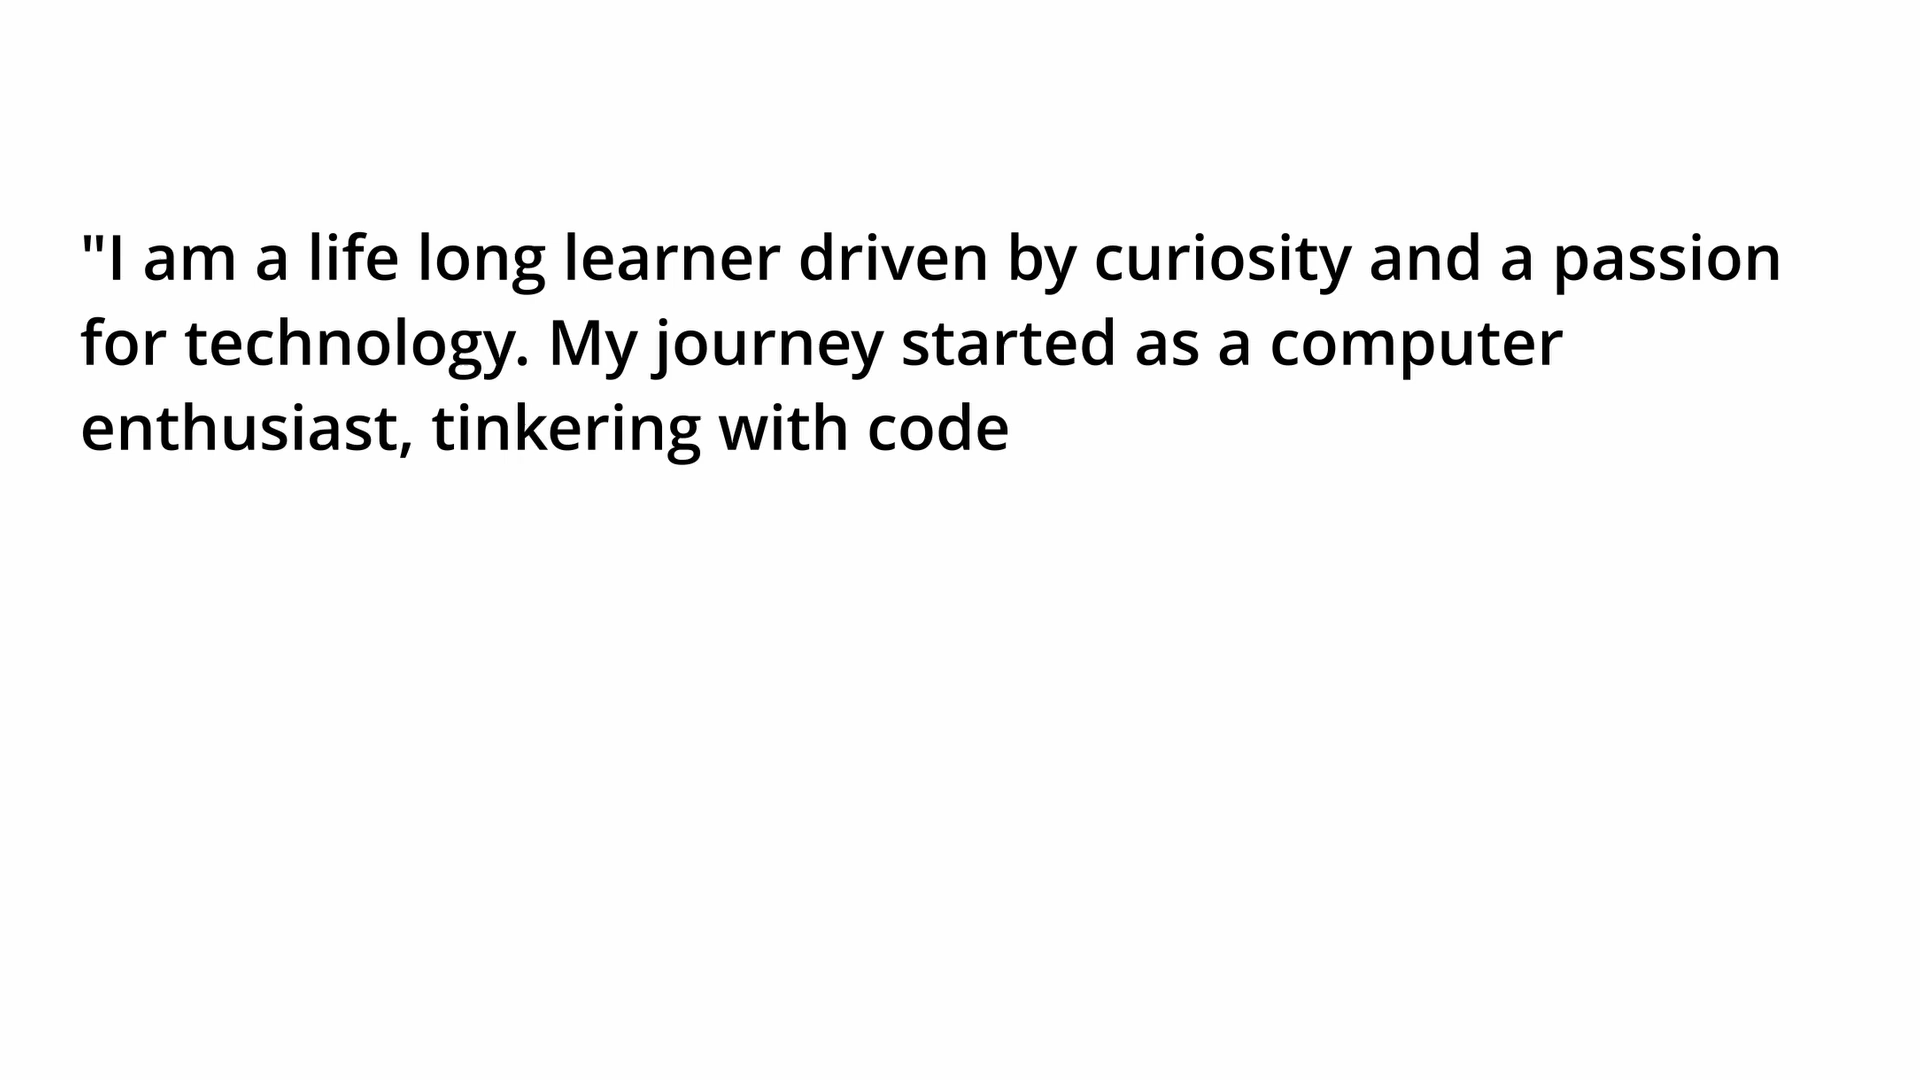 "I am a life long learner driven by curiosity and a passion
for technology. My journey started as a computer
enthusiast, tinkering with code